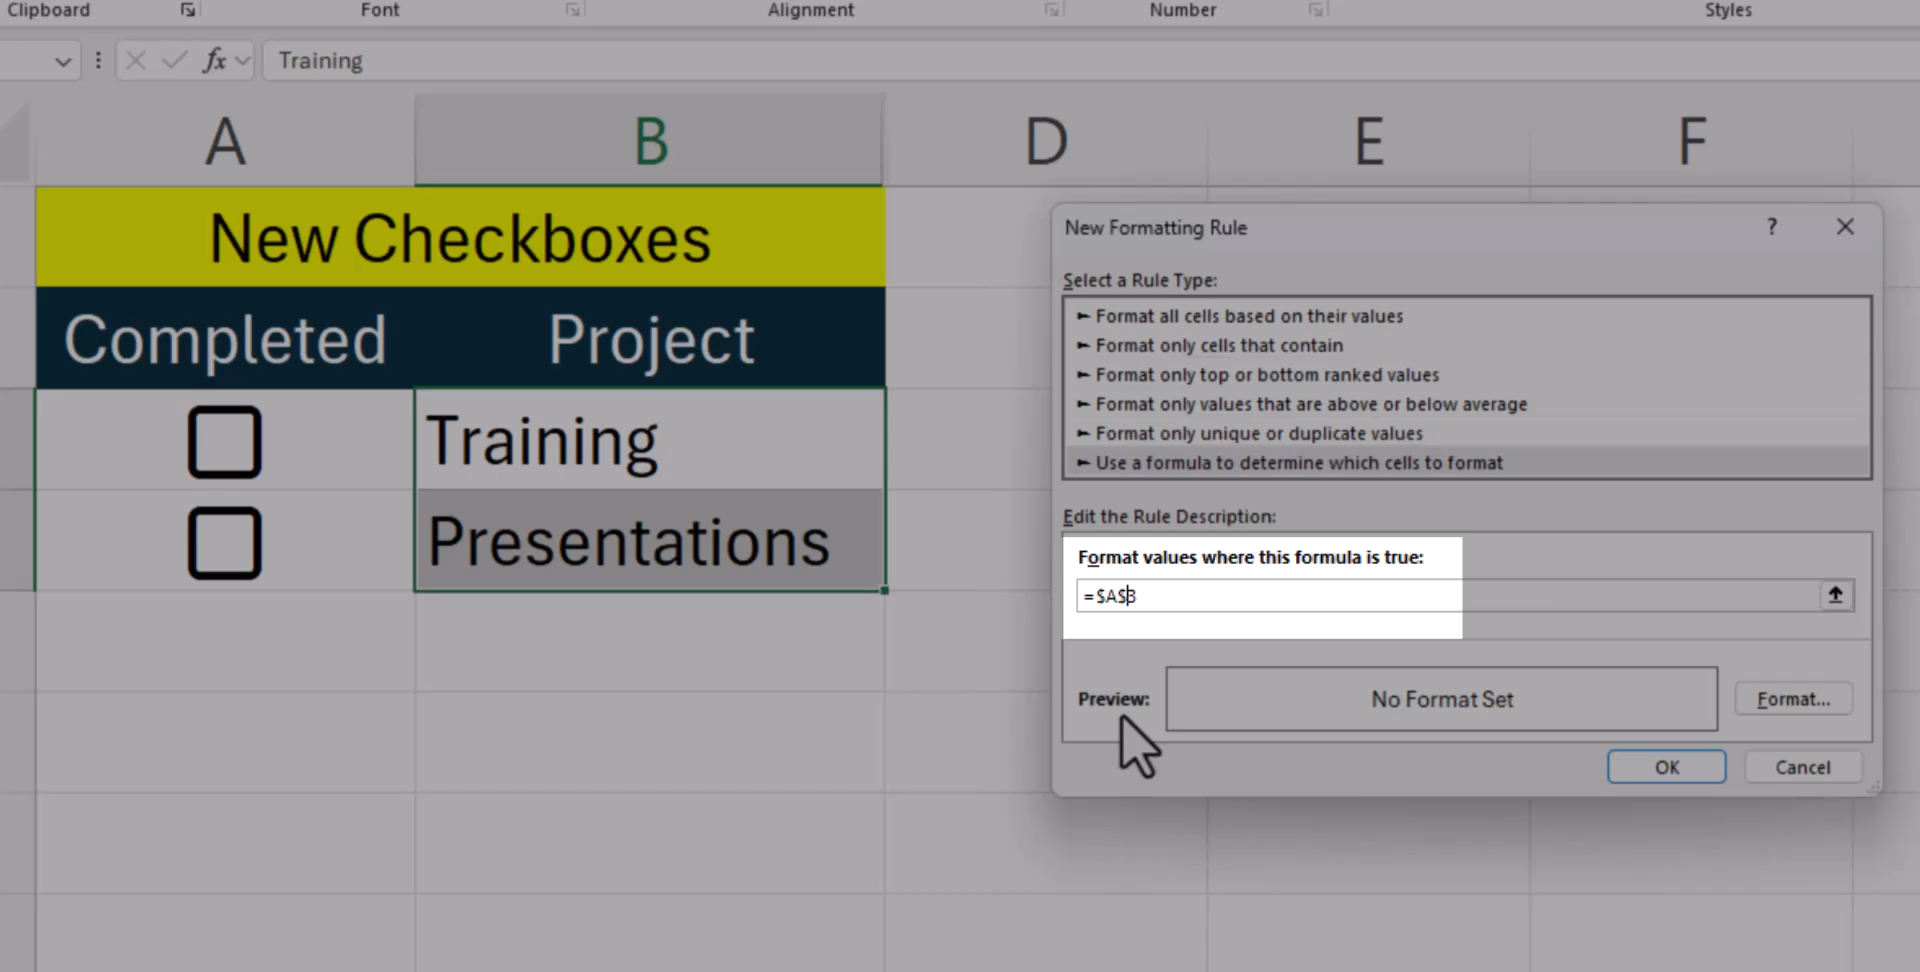 Clipboard Font Alignment Number Styles
fx Training
A B D E F
New Checkboxes
Completed Project
Training
Presentations
New Formatting Rule ?
Select a Rule Type:
► Format all cells based on their values
► Format only cells that contain
► Format only top or bottom ranked values
► Format only values that are above or below average
► Format only unique or duplicate values
► Use a formula to determine which cells to format
Edit the Rule Description:
Format values where this formula is true:
=$A$3
Preview: No Format Set Format...
OK Cancel